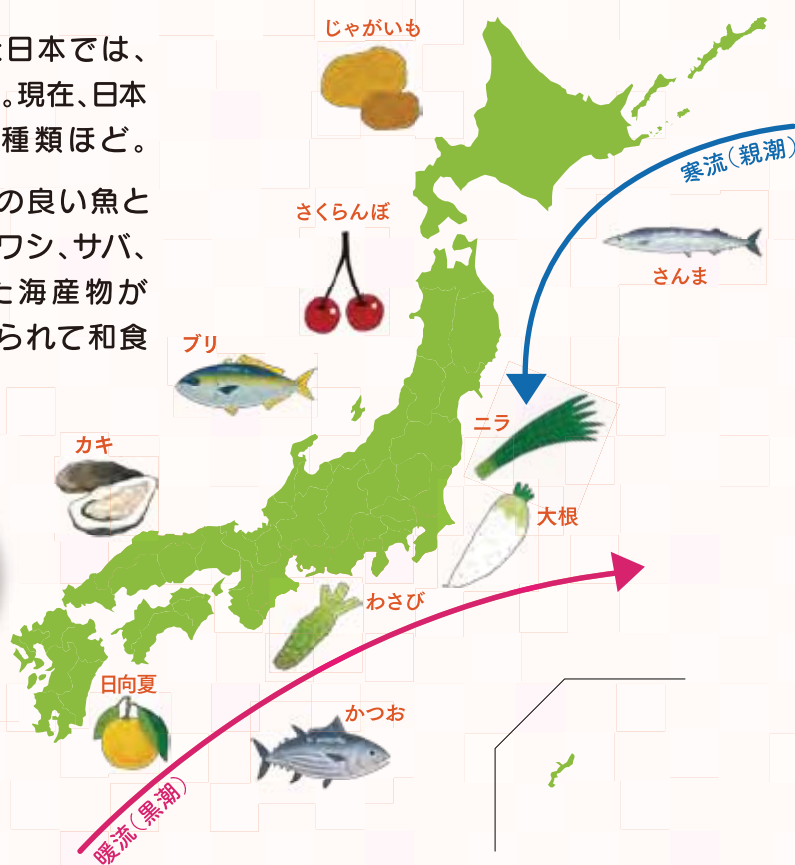 日本では、
。現在、日本
種類ほど。
の良い魚と
ワシ、サバ、
た海産物が
られて和食
じゃがいも
寒流（親潮）
さくらんぼ
さんま
ブリ
ニラ
カキ
大根
わさび
日向夏
かつお
暖流（黒潮）